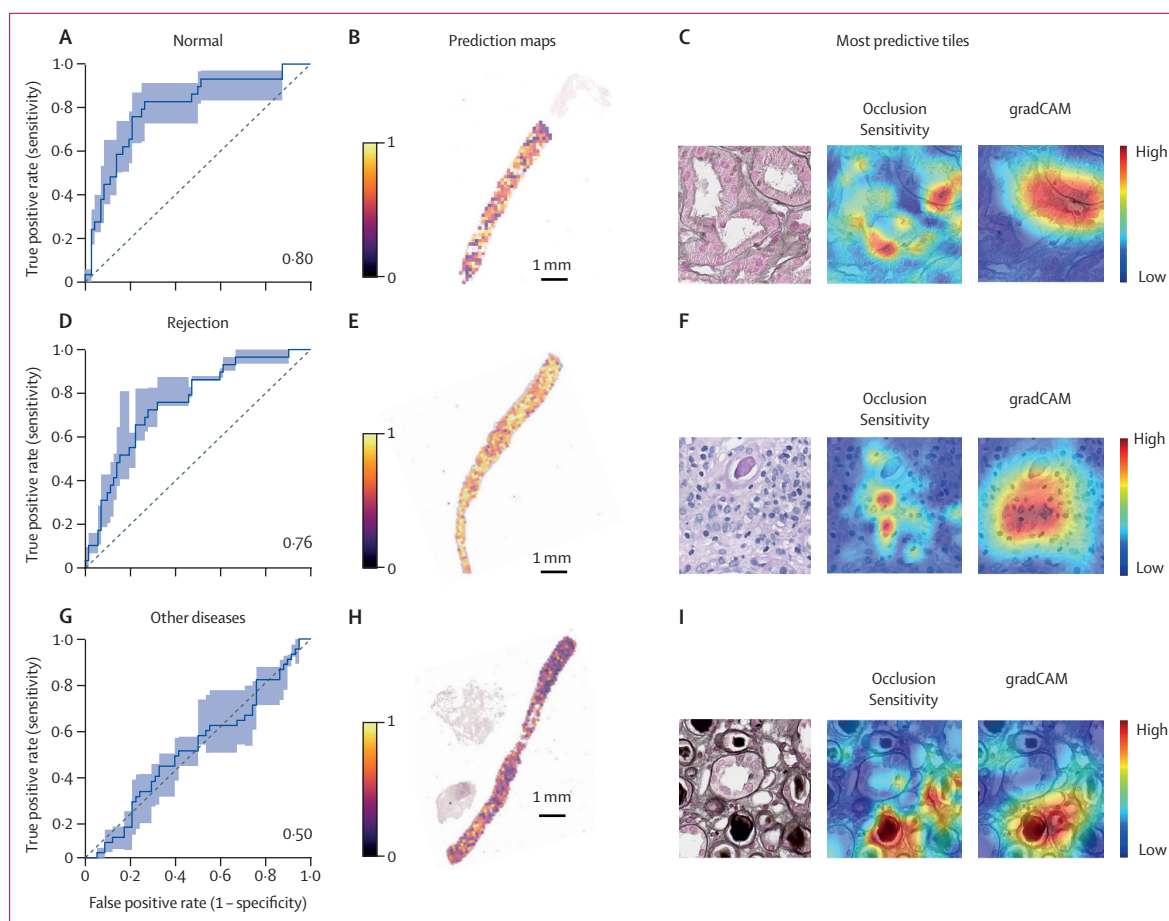 A
Normal
B
Prediction maps
C
Most predictive tiles
True positive rate (sensitivity)
1·0
0·8
0·6
0·4
0·2
0
0·80
1
0
1 mm
Occlusion
Sensitivity
gradCAM
High
Low
D
Rejection
E
F
True positive rate (sensitivity)
1·0
0·8
0·6
0·4
0·2
0
0·76
1
0
1 mm
Occlusion
Sensitivity
gradCAM
High
Low
G
Other diseases
H
I
True positive rate (sensitivity)
1·0
0·8
0·6
0·4
0·2
0
0·50
0 0·2 0·4 0·6 0·8 1·0
False positive rate (1 – specificity)
1
0
1 mm
Occlusion
Sensitivity
gradCAM
High
Low